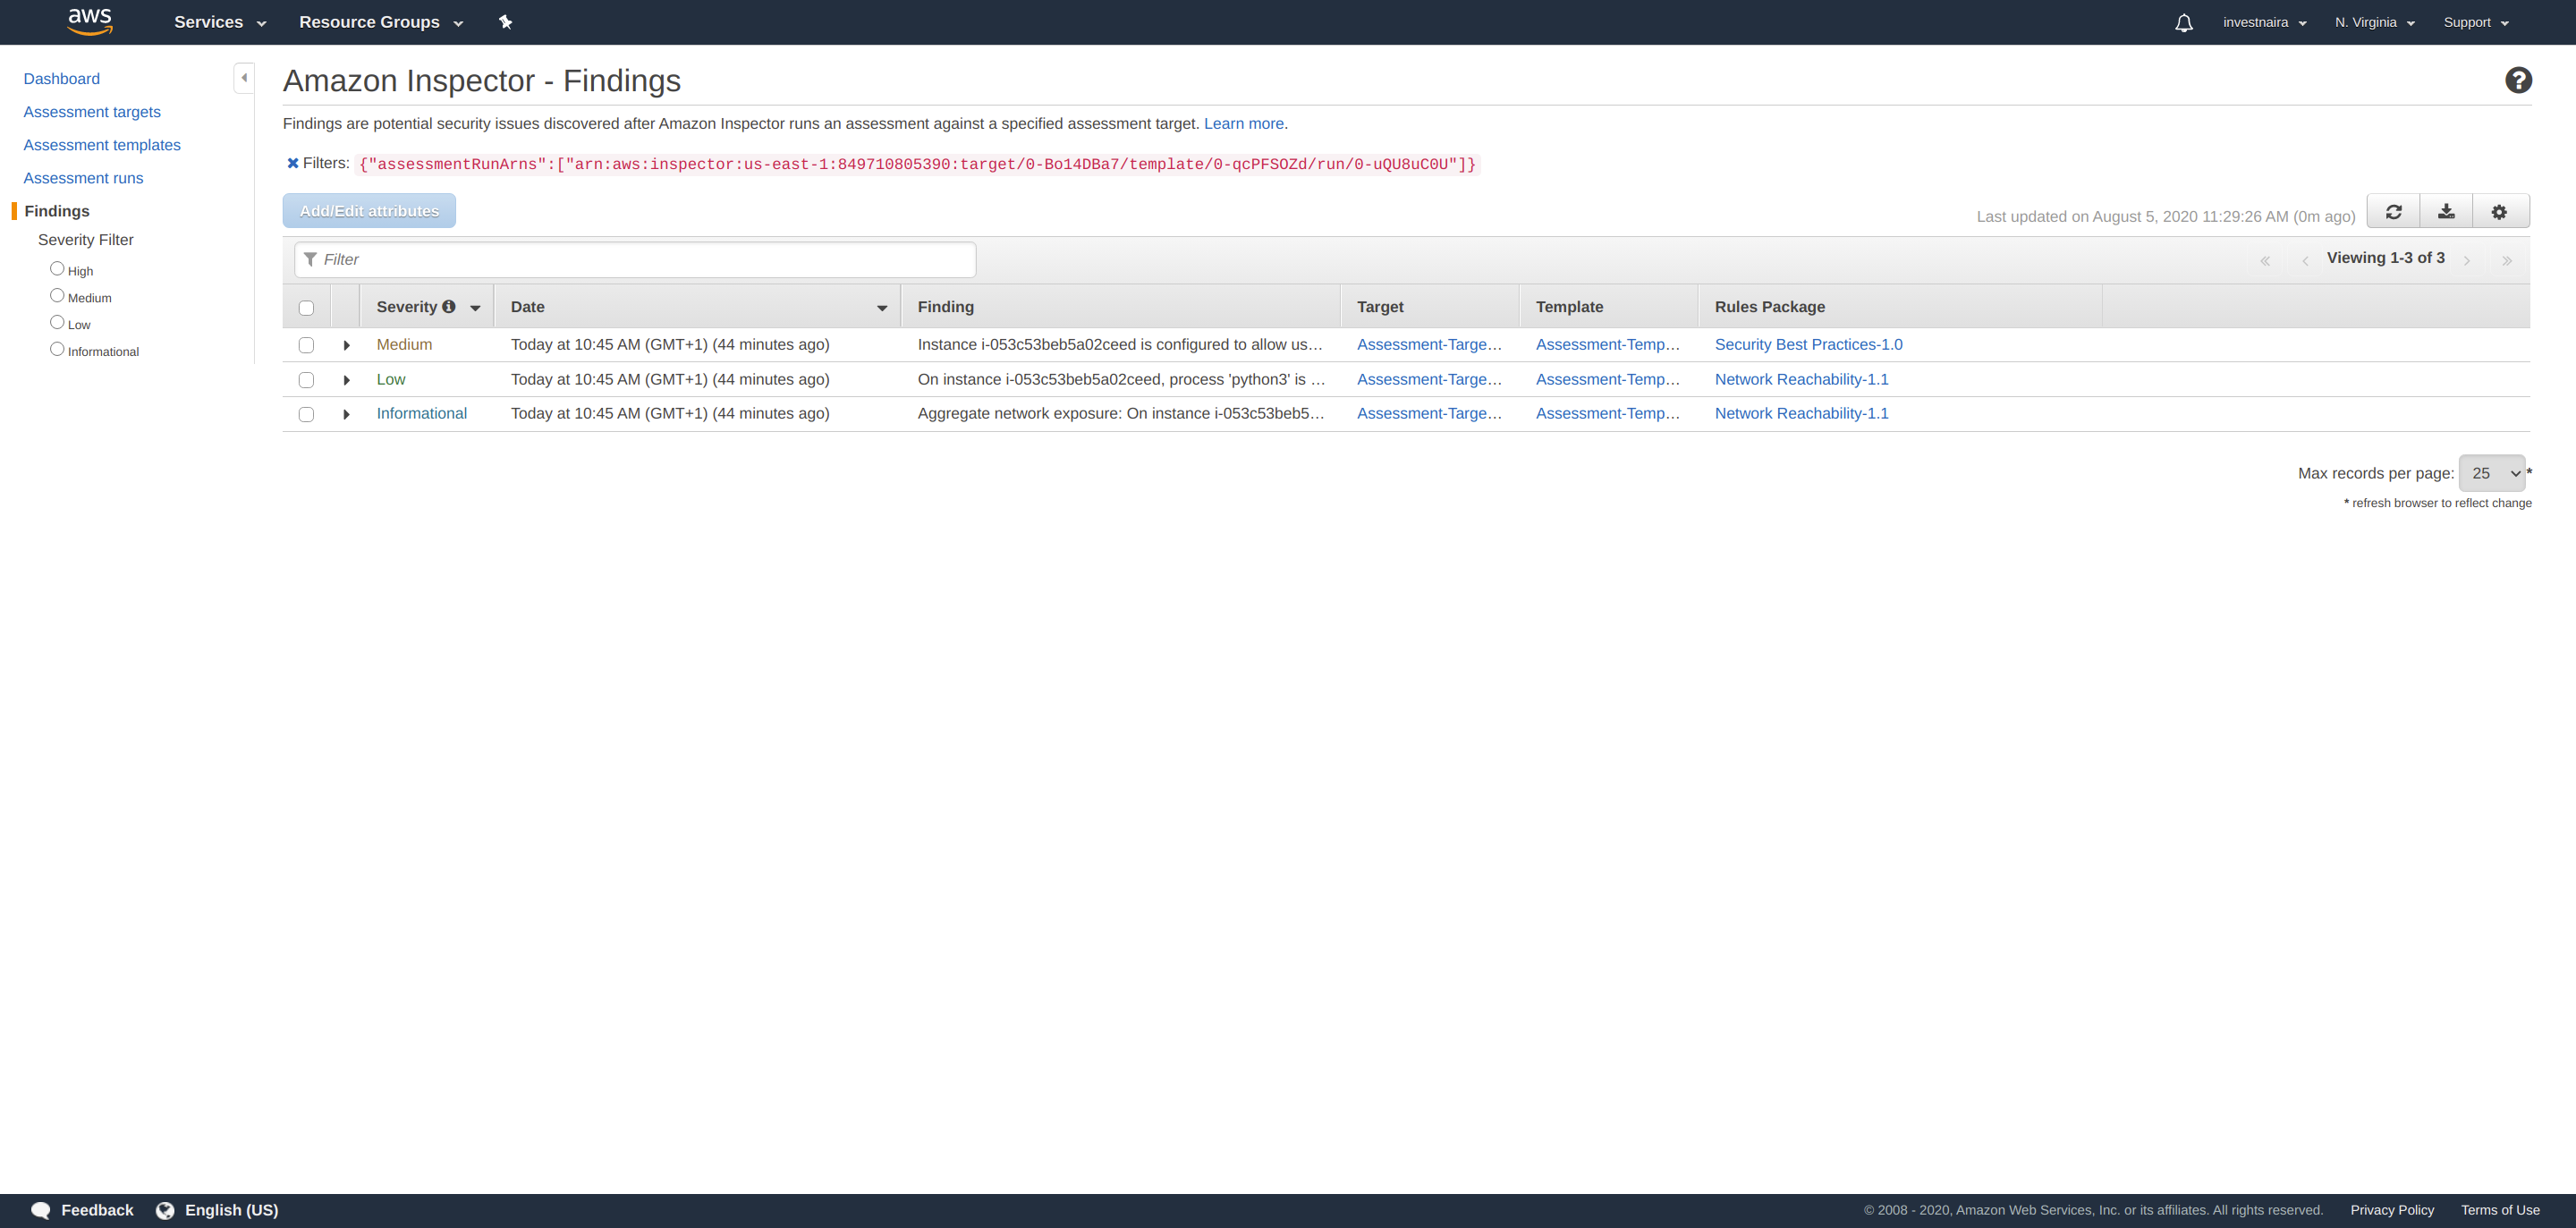 aws Services Resource Groups investnaira N. Virginia Support
Dashboard
Assessment targets
Assessment templates
Assessment runs
Findings
Severity Filter
High
Medium
Low
Informational
Amazon Inspector - Findings
Findings are potential security issues discovered after Amazon Inspector runs an assessment against a specified assessment target. Learn more.
Filters: {"assessmentRunArns":["arn:aws:inspector:us-east-1:849710805390:target/0-Bo14DBa7/template/0-qcPFSOZd/run/0-uQU8uC0U"]}
Add/Edit attributes
Last updated on August 5, 2020 11:29:26 AM (0m ago)
Filter
« ‹ Viewing 1-3 of 3 › »
Severity Date Finding Target Template Rules Package
Medium Today at 10:45 AM (GMT+1) (44 minutes ago) Instance i-053c53beb5a02ceed is configured to allow us… Assessment-Targe… Assessment-Temp… Security Best Practices-1.0
Low Today at 10:45 AM (GMT+1) (44 minutes ago) On instance i-053c53beb5a02ceed, process 'python3' is … Assessment-Targe… Assessment-Temp… Network Reachability-1.1
Informational Today at 10:45 AM (GMT+1) (44 minutes ago) Aggregate network exposure: On instance i-053c53beb5… Assessment-Targe… Assessment-Temp… Network Reachability-1.1
Max records per page: 25 *
* refresh browser to reflect change
Feedback English (US) © 2008 - 2020, Amazon Web Services, Inc. or its affiliates. All rights reserved. Privacy Policy Terms of Use